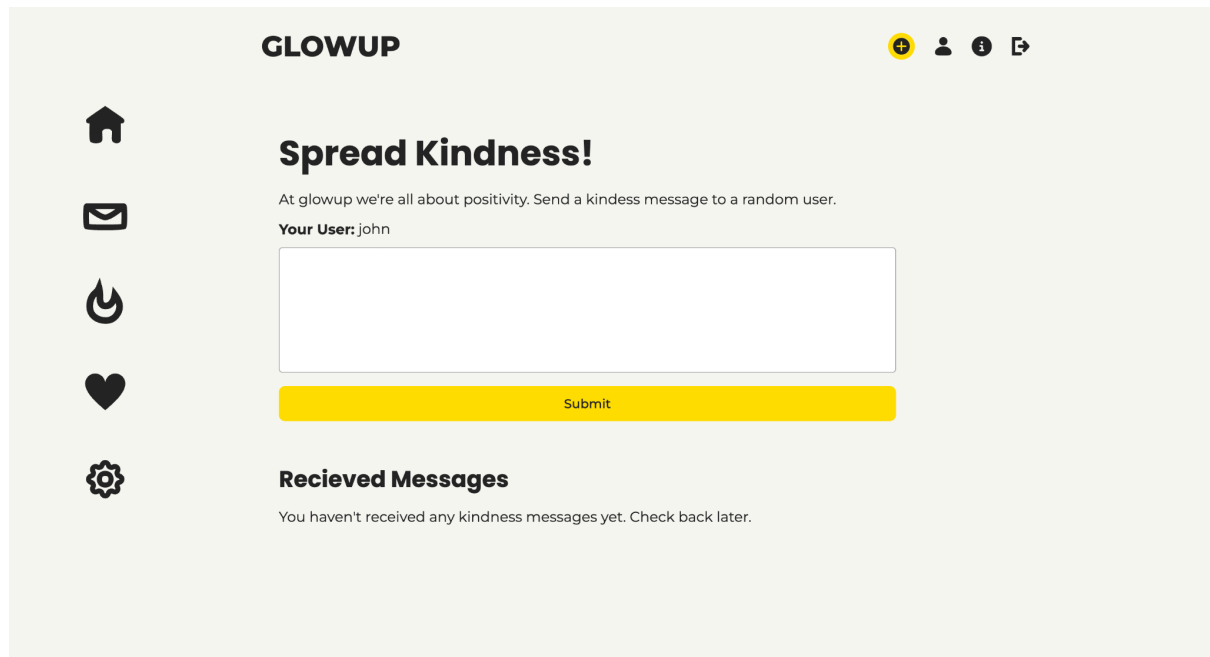 GLOWUP
Spread Kindness!
At glowup we're all about positivity. Send a kindess message to a random user.
Your User: john
Submit
Recieved Messages
You haven't received any kindness messages yet. Check back later.